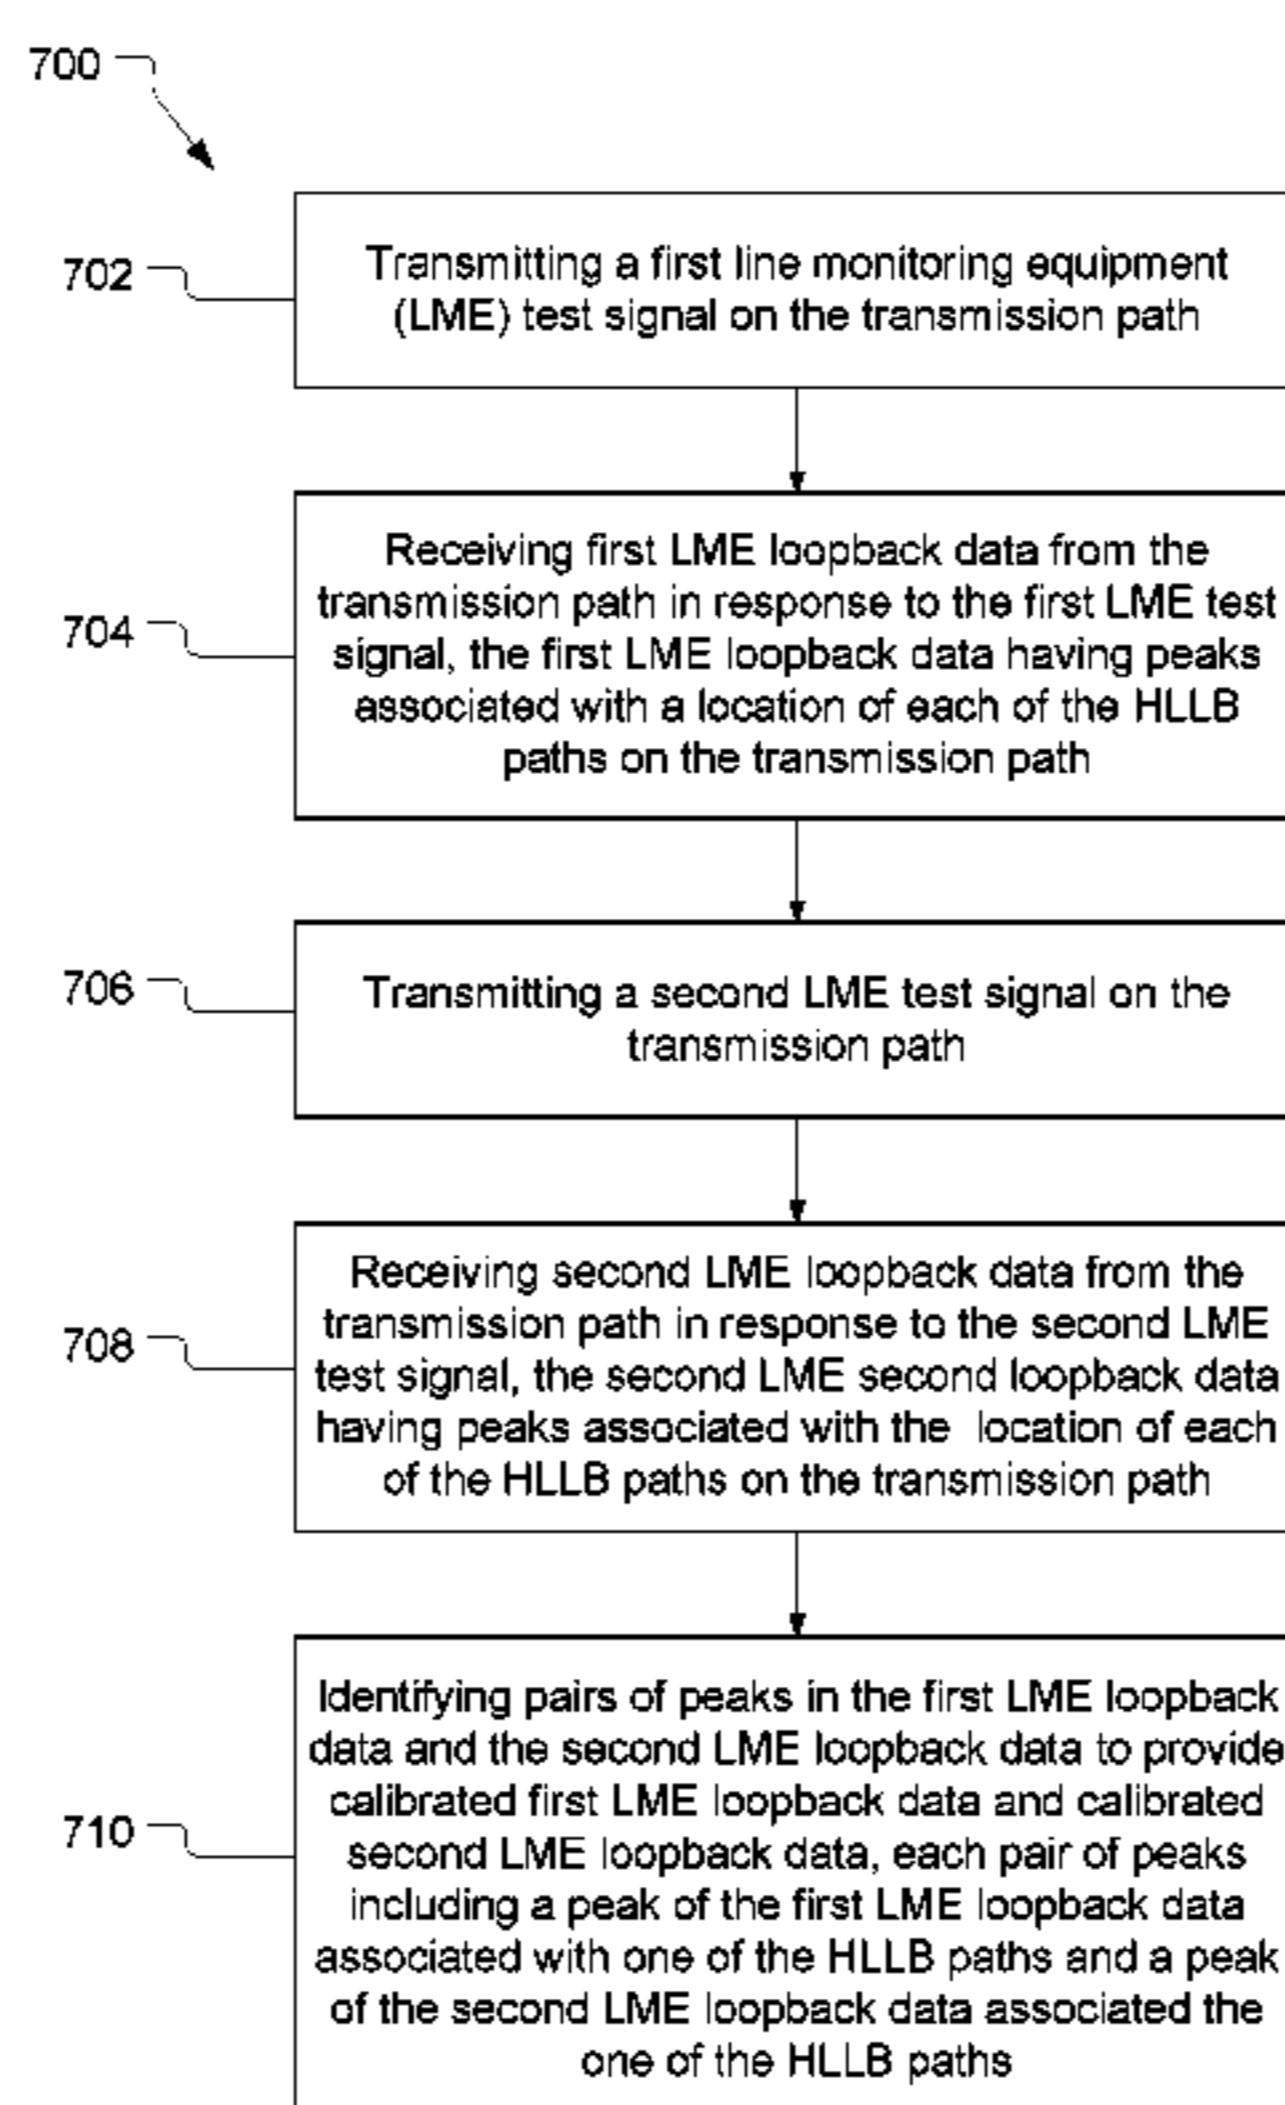 700
702
Transmitting a first line monitoring equipment
(LME) test signal on the transmission path
704
Receiving first LME loopback data from the
transmission path in response to the first LME test
signal, the first LME loopback data having peaks
associated with a location of each of the HLLB
paths on the transmission path
706
Transmitting a second LME test signal on the
transmission path
708
Receiving second LME loopback data from the
transmission path in response to the second LME
test signal, the second LME second loopback data
having peaks associated with the location of each
of the HLLB paths on the transmission path
710
Identifying pairs of peaks in the first LME loopback
data and the second LME loopback data to provide
calibrated first LME loopback data and calibrated
second LME loopback data, each pair of peaks
including a peak of the first LME loopback data
associated with one of the HLLB paths and a peak
of the second LME loopback data associated the
one of the HLLB paths